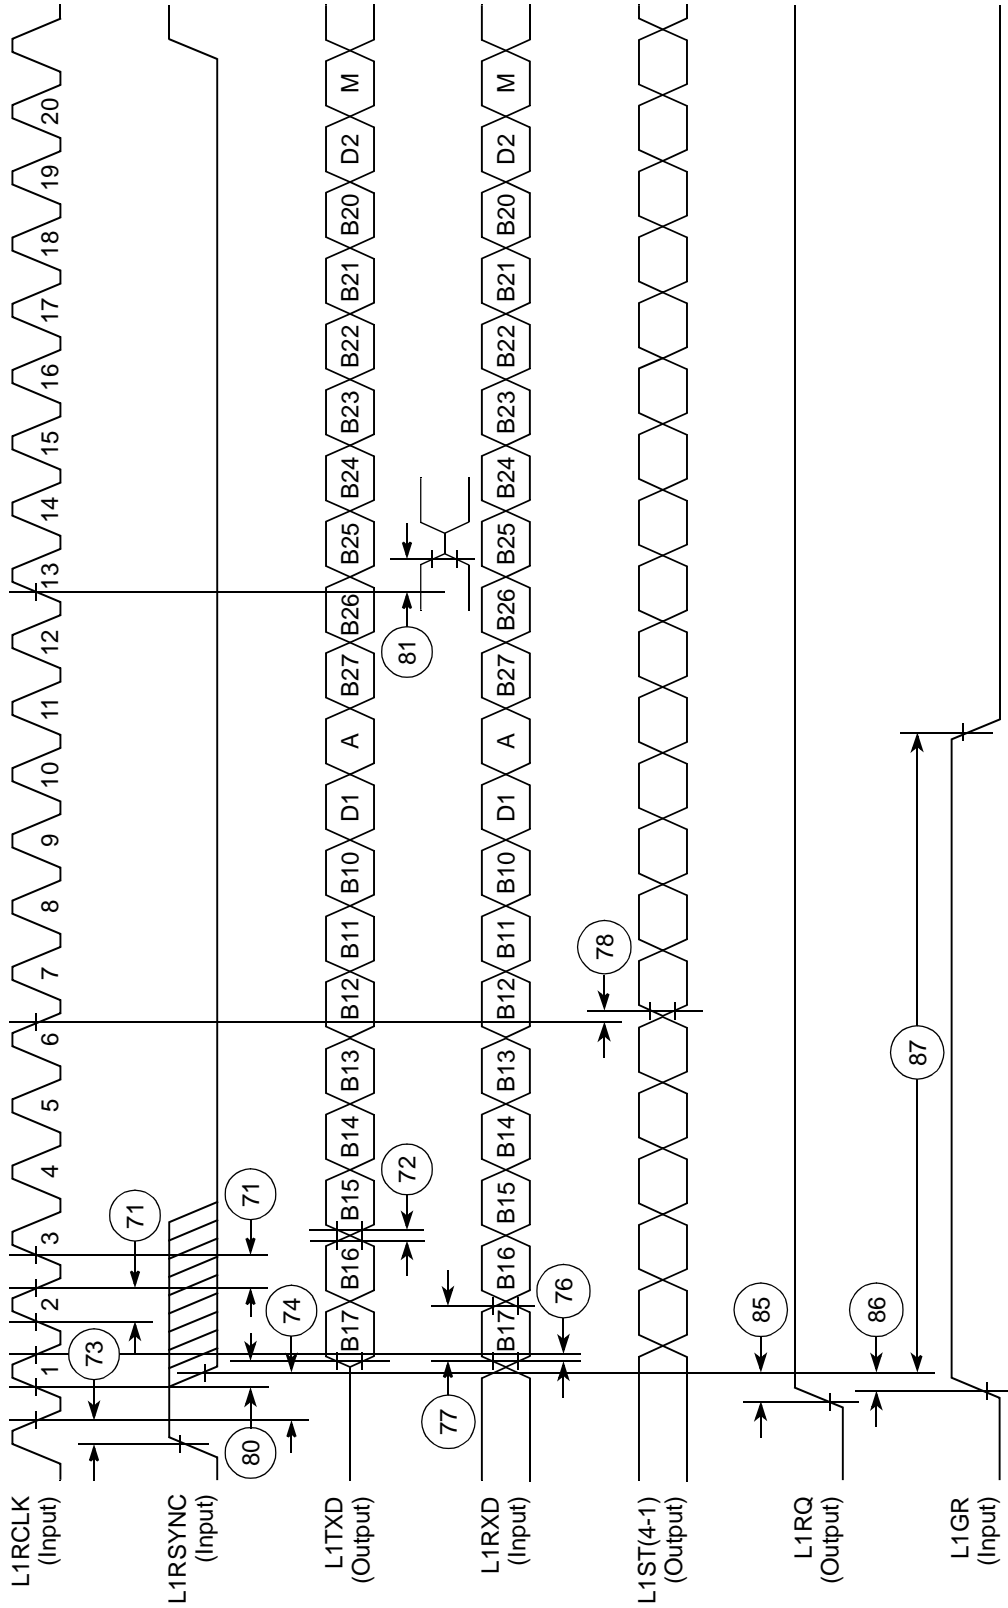 L1RCLK
(Input)
1 2 3 4 5 6 7 8 9 10 11 12 13 14 15 16 17 18 19 20
73
71
L1RSYNC
(Input)
80
74
71
L1TXD
(Output)
B17 B16 B15 B14 B13 B12 B11 B10 D1 A B27 B26 B25 B24 B23 B22 B21 B20 D2 M
72
81
77
L1RXD
(Input)
B17 B16 B15 B14 B13 B12 B11 B10 D1 A B27 B26 B25 B24 B23 B22 B21 B20 D2 M
76
78
L1ST(4-1)
(Output)
85
L1RQ
(Output)
86
87
L1GR
(Input)